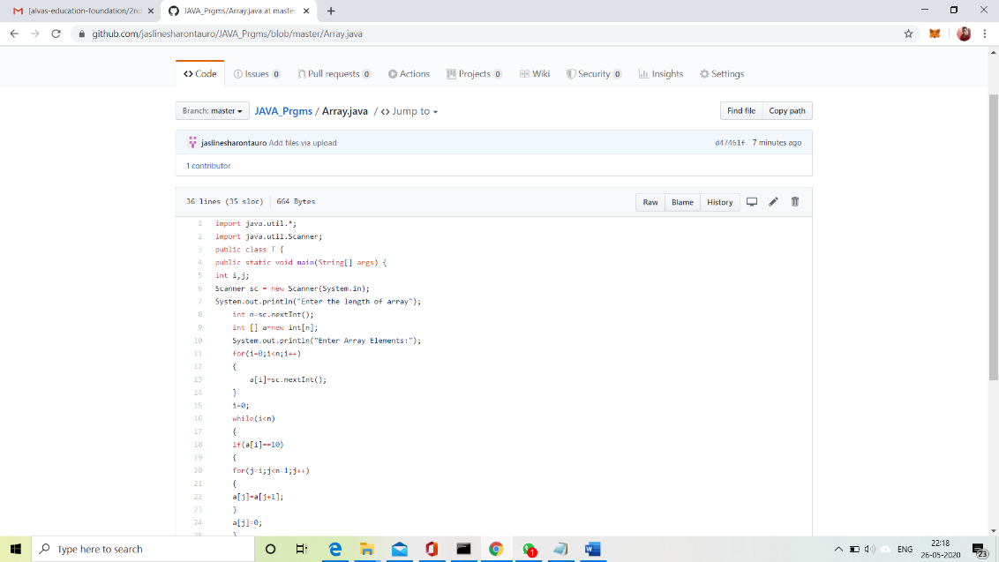 [alvas-education-foundation/2nd
JAVA_Prgms/Array.java at master
github.com/jaslinesharontauro/JAVA_Prgms/blob/master/Array.java
Code Issues 0 Pull requests 0 Actions Projects 0 Wiki Security 0 Insights Settings
Branch: master JAVA_Prgms / Array.java / Jump to Find file Copy path
jaslinesharontauro Add files via upload d47461f 7 minutes ago
1 contributor
36 lines (35 sloc) 664 Bytes Raw Blame History
1 import java.util.*;
2 import java.util.Scanner;
3 public class T {
4 public static void main(String[] args) {
5 int i,j;
6 Scanner sc = new Scanner(System.in);
7 System.out.println("Enter the length of array");
8 int n=sc.nextInt();
9 int [] a=new int[n];
10 System.out.println("Enter Array Elements:");
11 for(i=0;i<n;i++)
12 {
13 a[i]=sc.nextInt();
14 }
15 i=0;
16 while(i<n)
17 {
18 if(a[i]==10)
19 {
20 for(j=i;j<n-1;j++)
21 {
22 a[j]=a[j+1];
23 }
24 a[j]=0;
25 }
Type here to search
1
ENG
22:18
26-05-2020
23